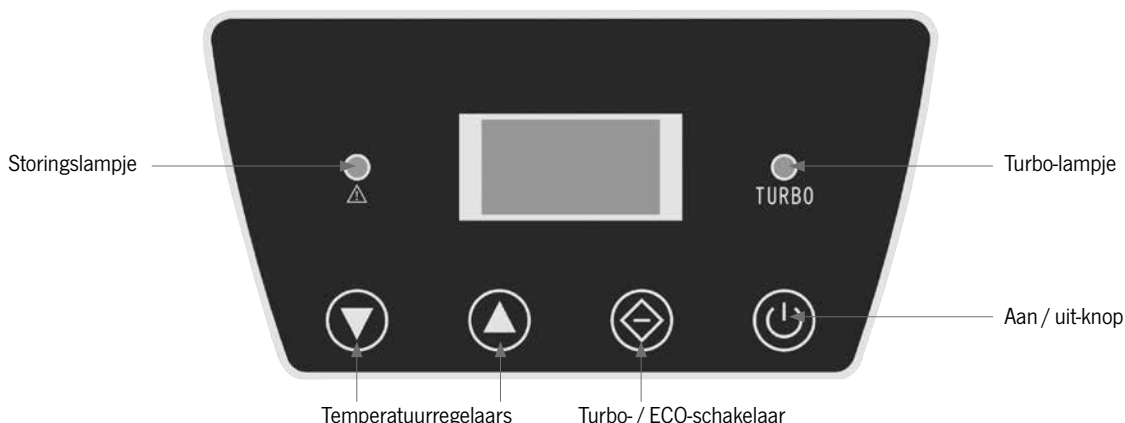 Storingslampje
Turbo-lampje
TURBO
Aan / uit-knop
Temperatuurregelaars
Turbo- / ECO-schakelaar